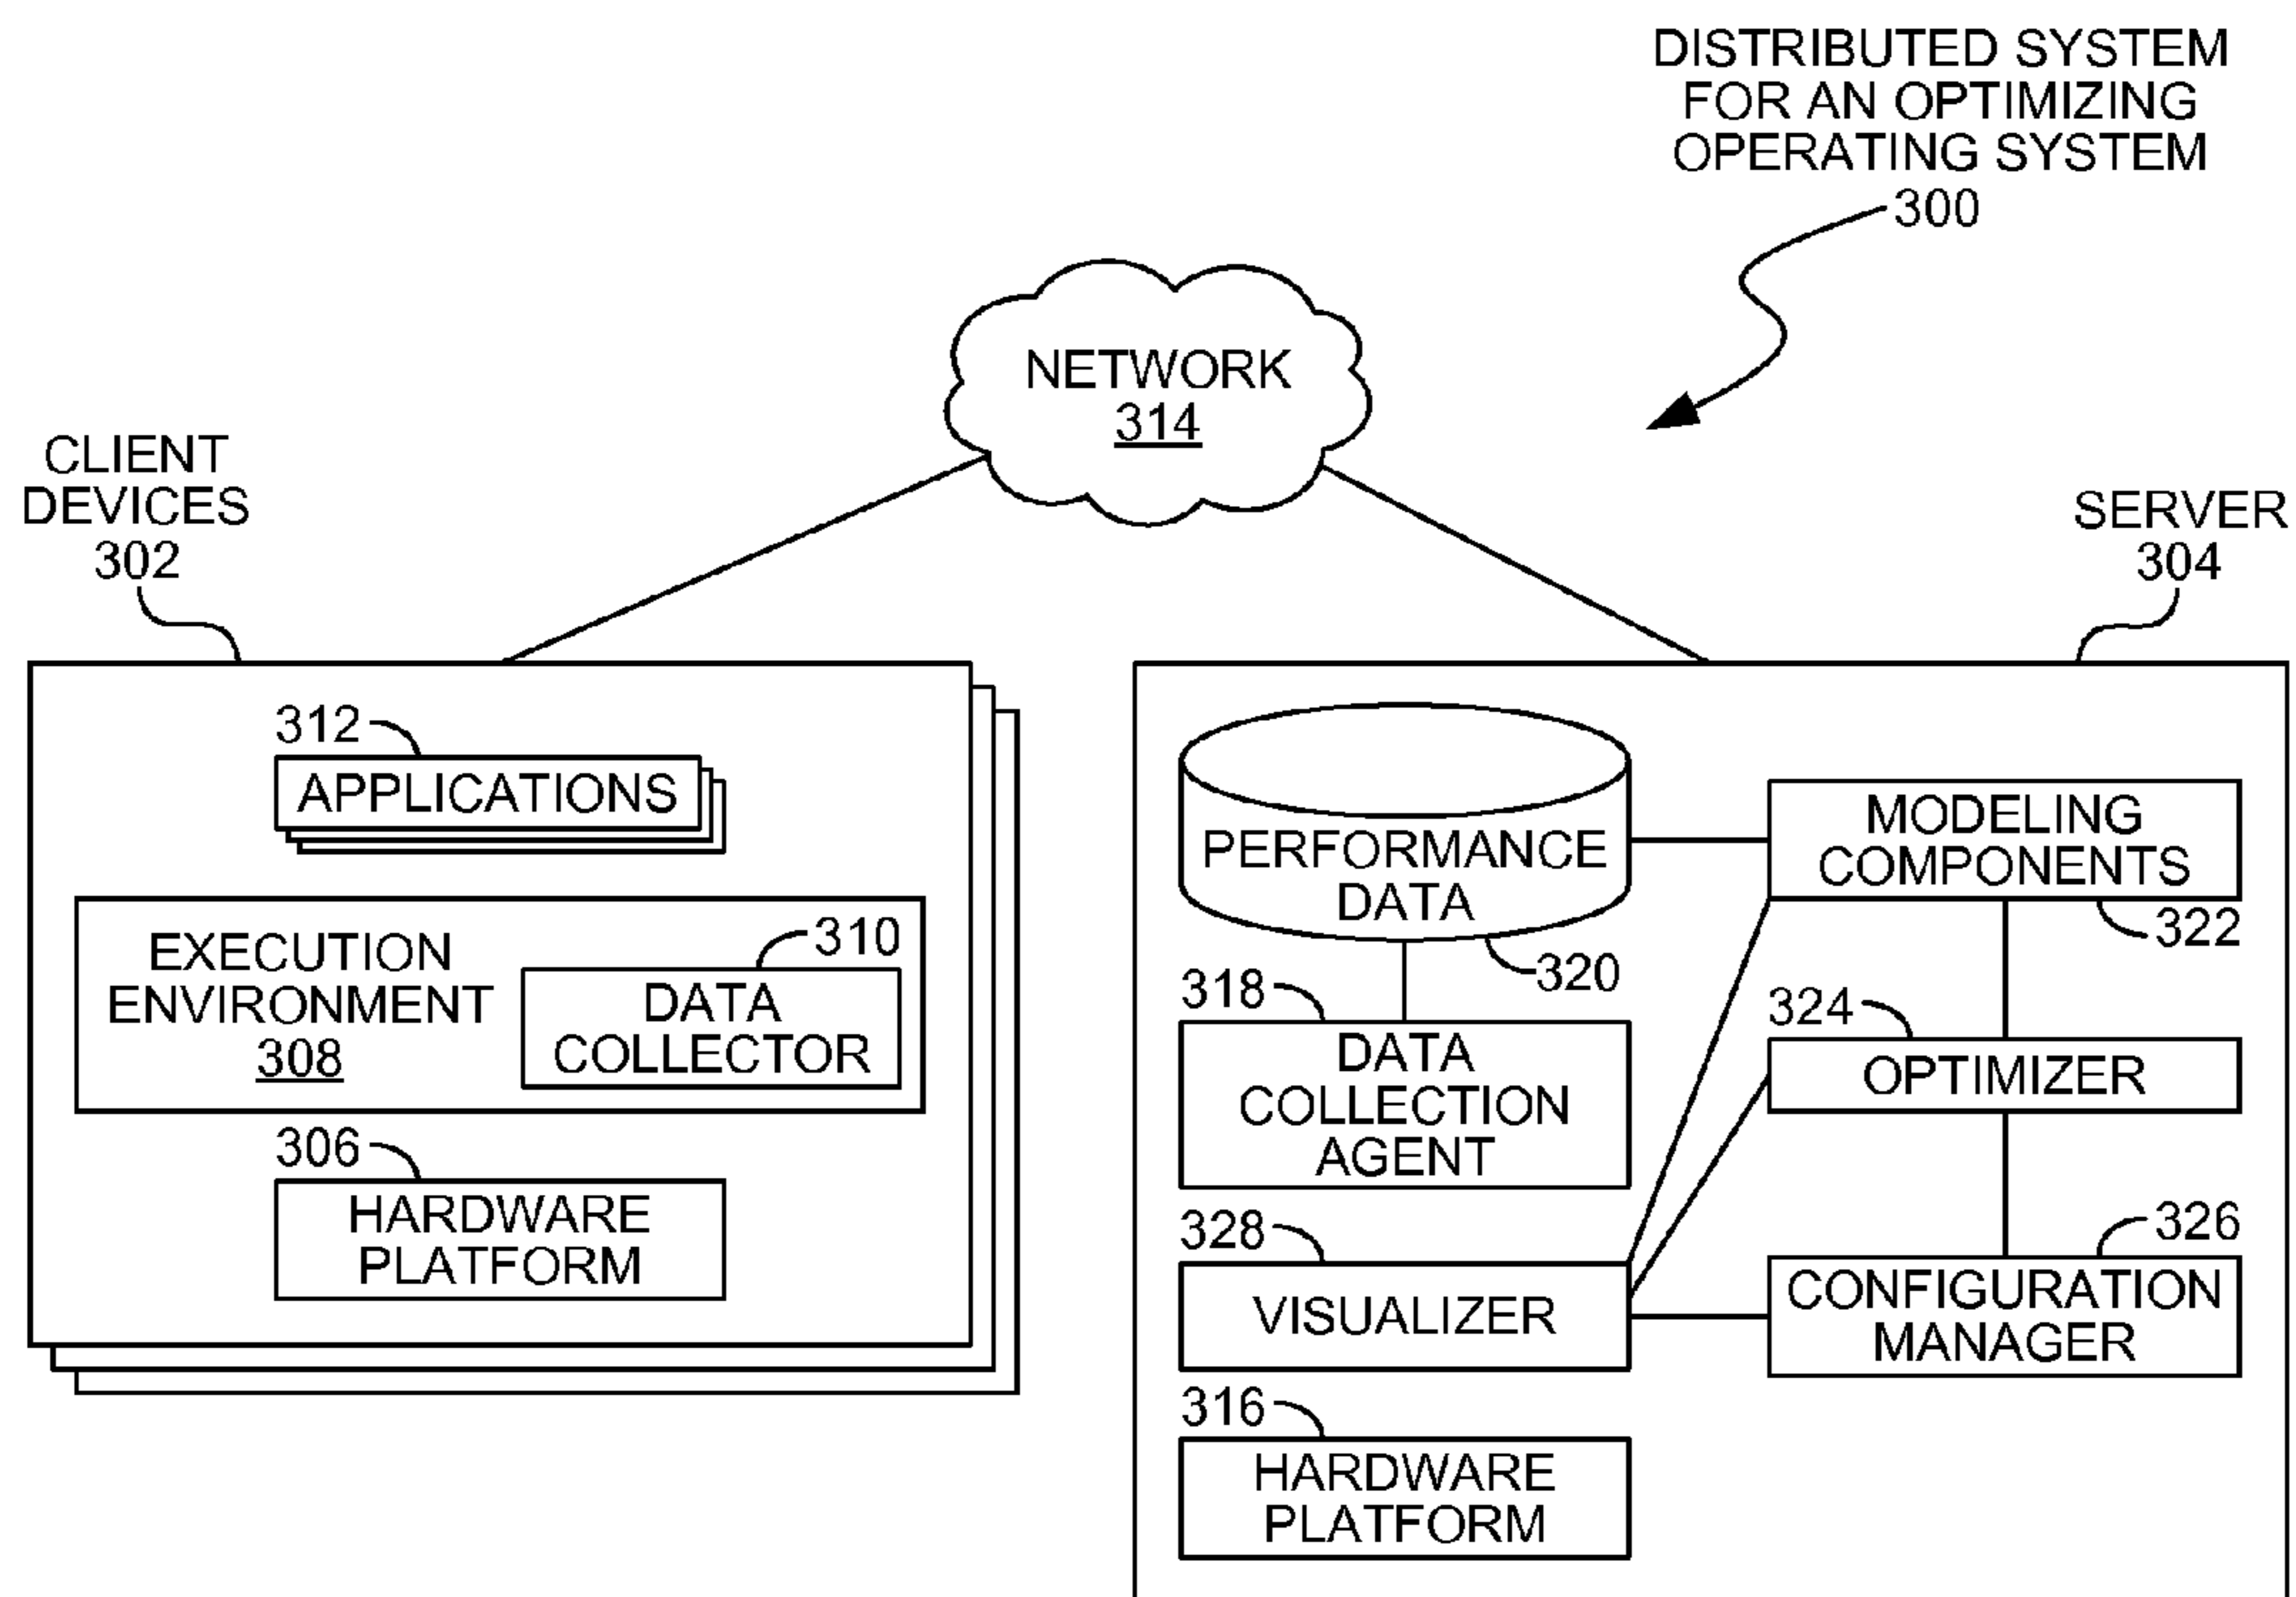 DISTRIBUTED SYSTEM
FOR AN OPTIMIZING
OPERATING SYSTEM
300
NETWORK
314
CLIENT
DEVICES
302
SERVER
304
312
APPLICATIONS
EXECUTION
ENVIRONMENT
308
310
DATA
COLLECTOR
306
HARDWARE
PLATFORM
PERFORMANCE
DATA
320
MODELING
COMPONENTS
322
318
DATA
COLLECTION
AGENT
324
OPTIMIZER
328
VISUALIZER
326
CONFIGURATION
MANAGER
316
HARDWARE
PLATFORM